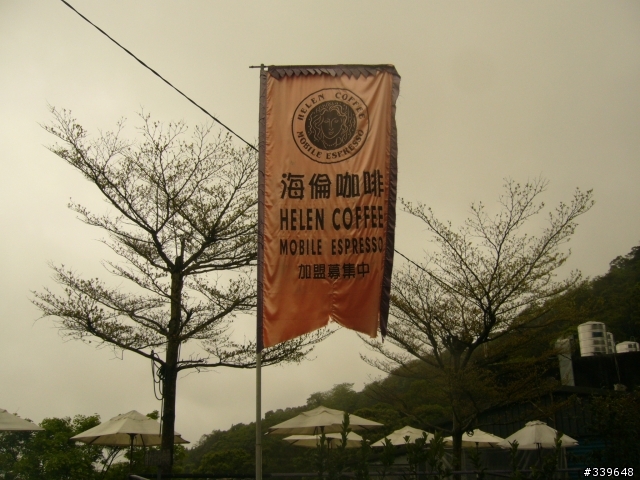 HELEN COFFEE
MOBILE ESPRESSO
海倫咖啡
HELEN COFFEE
MOBILE ESPRESSO
加盟募集中
#339648